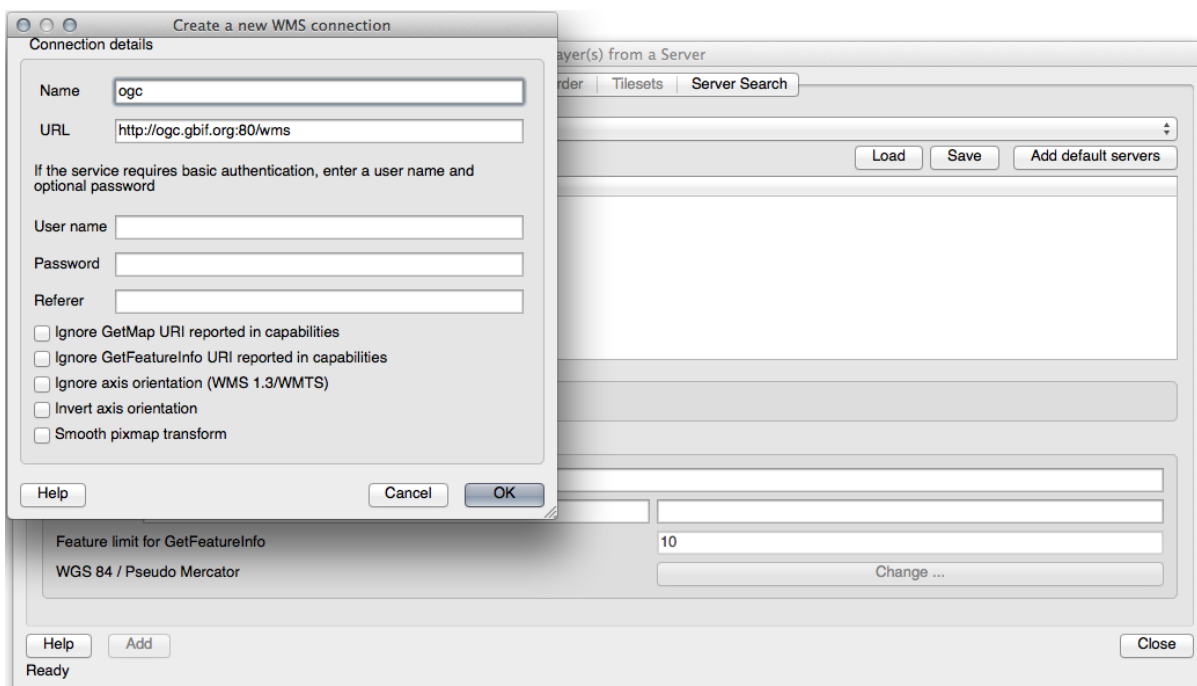 Create a new WMS connection
Connection details
Name ogc
URL http://ogc.gbif.org:80/wms
If the service requires basic authentication, enter a user name and
optional password
User name
Password
Referer
Ignore GetMap URI reported in capabilities
Ignore GetFeatureInfo URI reported in capabilities
Ignore axis orientation (WMS 1.3/WMTS)
Invert axis orientation
Smooth pixmap transform
Help Cancel OK
ayer(s) from a Server
rder Tilesets Server Search
Load Save Add default servers
Feature limit for GetFeatureInfo 10
WGS 84 / Pseudo Mercator Change ...
Help Add Close
Ready